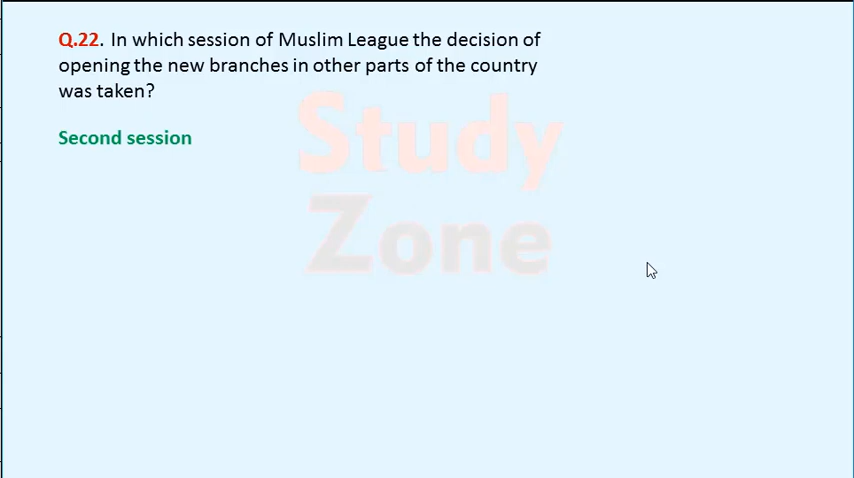 Q.22. In which session of Muslim League the decision of
opening the new branches in other parts of the country
was taken?
Second session
Study
Zone